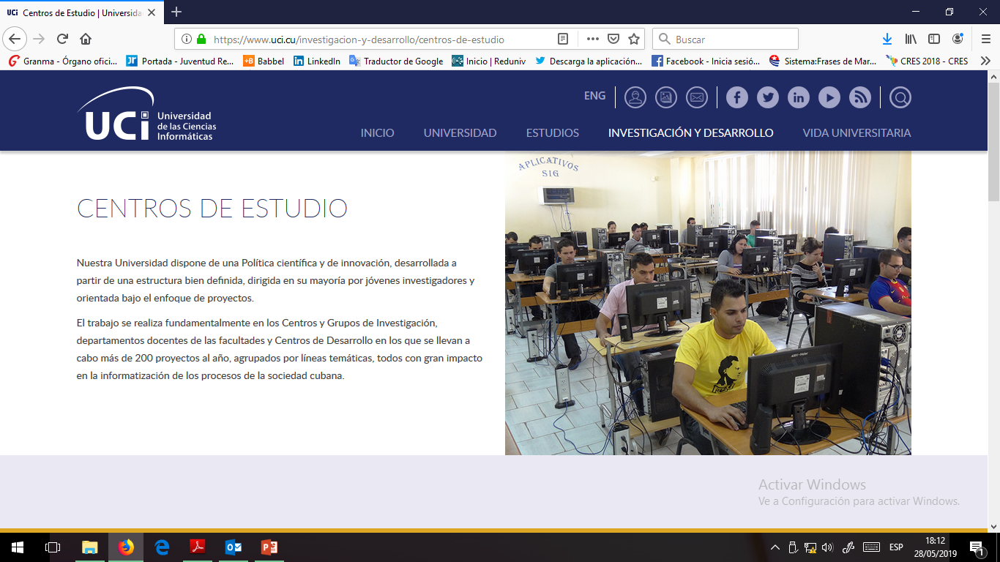 UCi Centros de Estudio | Universida
https://www.uci.cu/investigacion-y-desarrollo/centros-de-estudio
Buscar
Granma - Órgano ofici...
Portada - Juventud Re...
Babbel
LinkedIn
Traductor de Google
Inicio | Reduniv
Descarga la aplicación...
Facebook - Inicia sesió...
Sistema:Frases de Mar...
CRES 2018 - CRES
UCi Universidad
de las Ciencias
Informáticas
ENG
INICIO
UNIVERSIDAD
ESTUDIOS
INVESTIGACIÓN Y DESARROLLO
VIDA UNIVERSITARIA
CENTROS DE ESTUDIO
Nuestra Universidad dispone de una Política científica y de innovación, desarrollada a
partir de una estructura bien definida, dirigida en su mayoría por jóvenes investigadores y
orientada bajo el enfoque de proyectos.
El trabajo se realiza fundamentalmente en los Centros y Grupos de Investigación,
departamentos docentes de las facultades y Centros de Desarrollo en los que se llevan a
cabo más de 200 proyectos al año, agrupados por líneas temáticas, todos con gran impacto
en la informatización de los procesos de la sociedad cubana.
APLICATIVOS
SIG
Activar Windows
Ve a Configuración para activar Windows.
ESP
18:12
28/05/2019
1